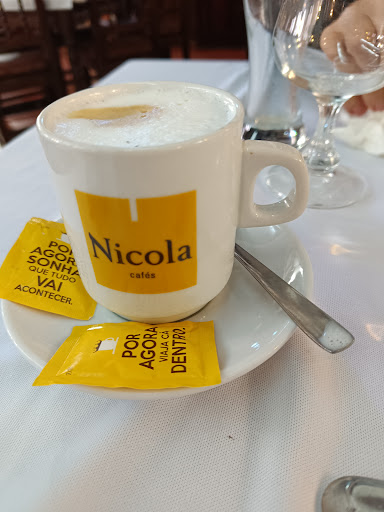 Nicola
cafés
POR
AGORA
SONHA
QUE TUDO
VAI
ACONTECER.
POR
AGORA
VIAJA CÁ
DENTRO.